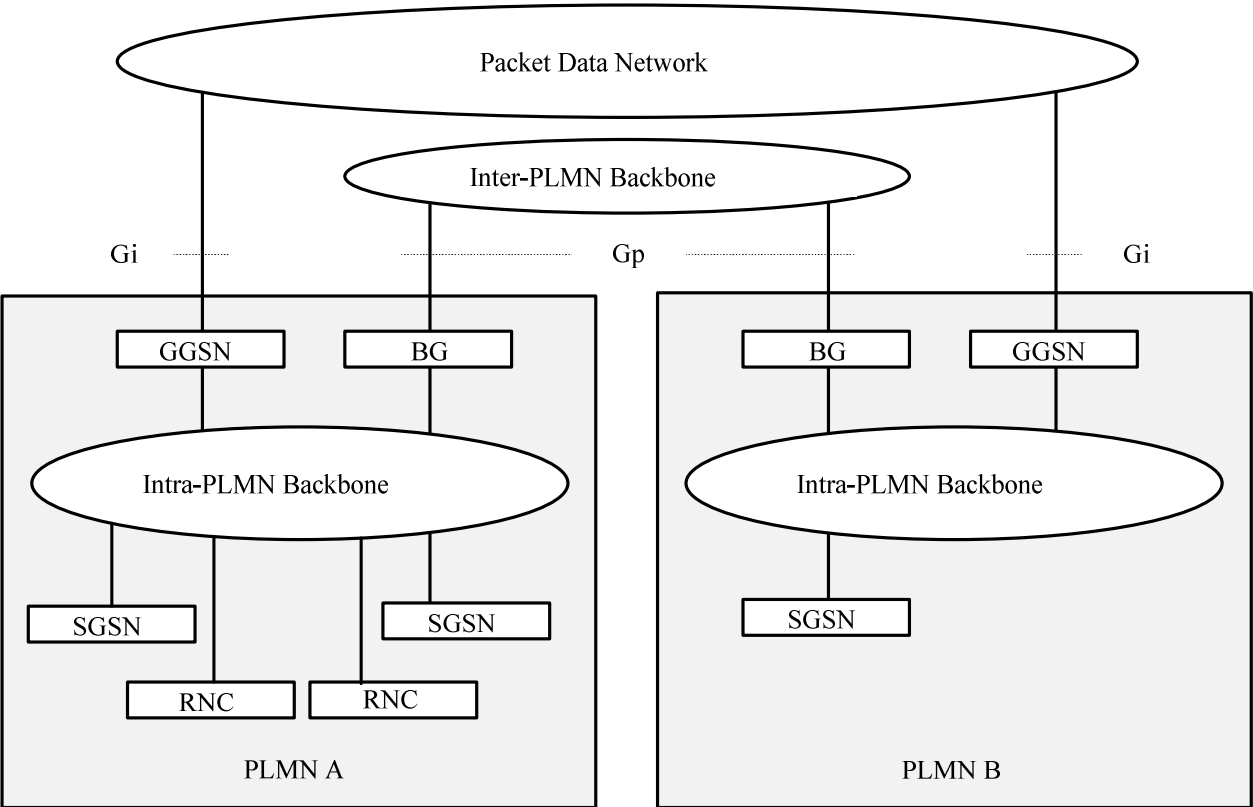 Packet Data Network
Inter-PLMN Backbone
Gi
Gp
Gi
GGSN
BG
BG
GGSN
Intra-PLMN Backbone
Intra-PLMN Backbone
SGSN
SGSN
SGSN
RNC
RNC
PLMN A
PLMN B